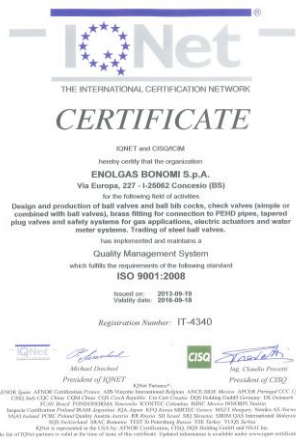 IQNet
®
THE INTERNATIONAL CERTIFICATION NETWORK
CERTIFICATE
IQNET and CISQ/ICIM
hereby certify that the organization
ENOLGAS BONOMI S.p.A.
Via Europa, 227 - I-25062 Concesio (BS)
for the following field of activities
Design and production of ball valves and ball bib cocks, check valves (simple or
combined with ball valves), brass fitting for connection to PEHD pipes, tapered
plug valves and safety systems for gas applications, electric actuators and water
meter systems. Trading of steel ball valves.
has implemented and maintains a
Quality Management System
which fulfills the requirements of the following standard
ISO 9001:2008
Issued on: 2013-09-19
Validity date: 2016-09-18
Registration Number: IT-4340
IQNet
CISQ
Michael Drechsel
Ing. Claudio Provetti
President of IQNET
President of CISQ
IQNet Partners*: